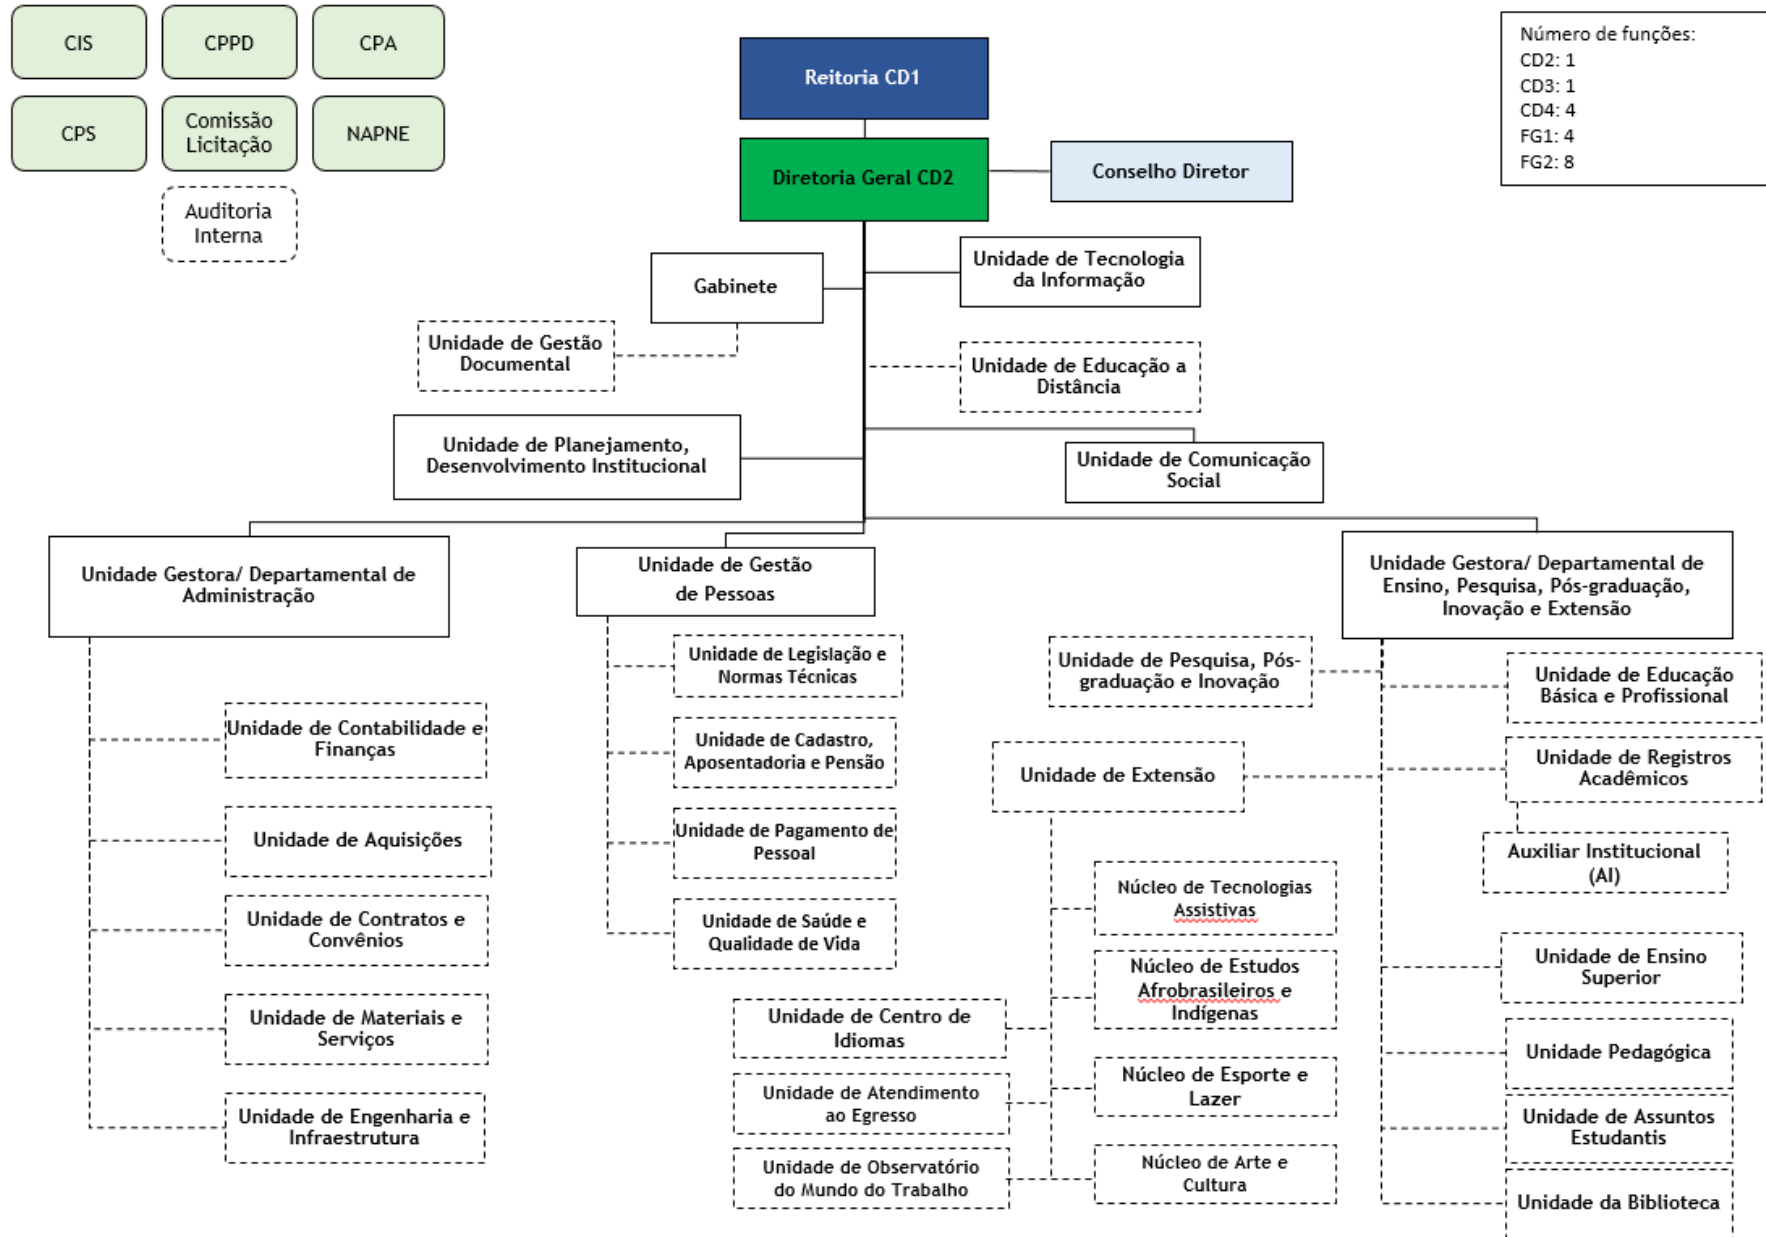 CIS
CPPD
CPA
CPS
Comissão
Licitação
NAPNE
Auditoria
Interna
Reitoria CD1
Diretoria Geral CD2
Conselho Diretor
Número de funções:
CD2: 1
CD3: 1
CD4: 4
FG1: 4
FG2: 8
Gabinete
Unidade de Tecnologia
da Informação
Unidade de Gestão
Documental
Unidade de Educação a
Distância
Unidade de Planejamento,
Desenvolvimento Institucional
Unidade de Comunicação
Social
Unidade Gestora/ Departamental de
Administração
Unidade de Contabilidade e
Finanças
Unidade de Aquisições
Unidade de Contratos e
Convênios
Unidade de Materiais e
Serviços
Unidade de Engenharia e
Infraestrutura
Unidade de Gestão
de Pessoas
Unidade de Legislação e
Normas Técnicas
Unidade de Cadastro,
Aposentadoria e Pensão
Unidade de Pagamento de
Pessoal
Unidade de Saúde e
Qualidade de Vida
Unidade Gestora/ Departamental de
Ensino, Pesquisa, Pós-graduação,
Inovação e Extensão
Unidade de Pesquisa, Pós-
graduação e Inovação
Unidade de Extensão
Núcleo de Tecnologias
Assistivas
Núcleo de Estudos
Afrobrasileiros e
Indígenas
Núcleo de Esporte e
Lazer
Núcleo de Arte e
Cultura
Unidade de Centro de
Idiomas
Unidade de Atendimento
ao Egresso
Unidade de Observatório
do Mundo do Trabalho
Unidade de Educação
Básica e Profissional
Unidade de Registros
Acadêmicos
Auxiliar Institucional
(AI)
Unidade de Ensino
Superior
Unidade Pedagógica
Unidade de Assuntos
Estudantis
Unidade da Biblioteca